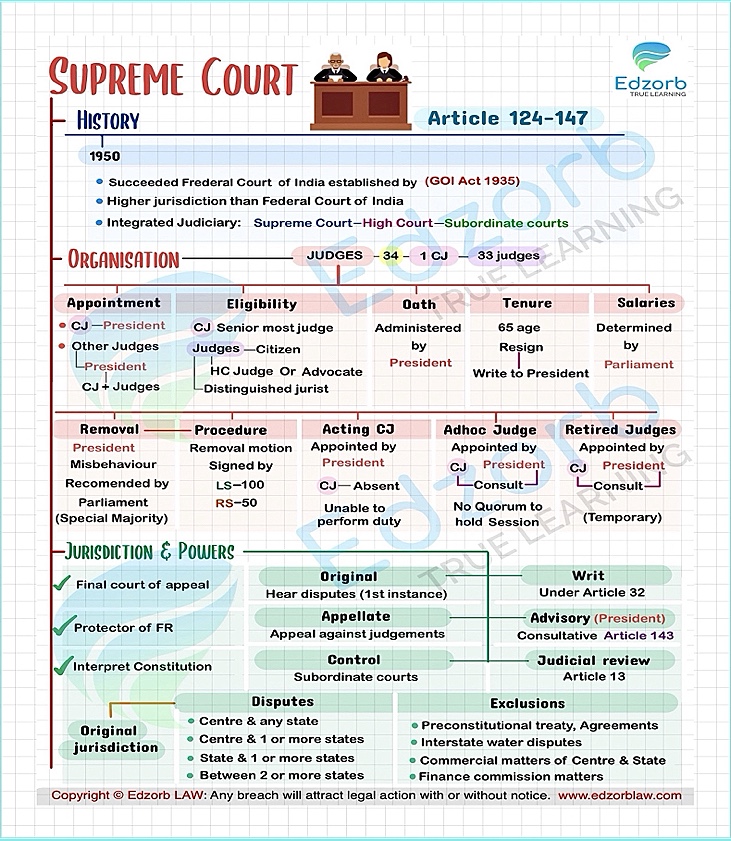 SUPREME COURT
Edzorb
TRUE LEARNING
HISTORY
Article 124-147
1950
• Succeeded Frederal Court of India established by (GOI Act 1935)
• Higher jurisdiction than Federal Court of India
• Integrated Judiciary: Supreme Court–High Court–Subordinate courts
ORGANISATION
JUDGES – 34 – 1 CJ – 33 judges
Appointment
• CJ – President
• Other Judges
President
CJ + Judges
Eligibility
CJ Senior most judge
Judges – Citizen
HC Judge Or Advocate
Distinguished jurist
Oath
Administered
by
President
Tenure
65 age
Resign
Write to President
Salaries
Determined
by
Parliament
Removal
President
Misbehaviour
Recomended by
Parliament
(Special Majority)
Procedure
Removal motion
Signed by
LS-100
RS-50
Acting CJ
Appointed by
President
CJ – Absent
Unable to
perform duty
Adhoc Judge
Appointed by
CJ President
Consult
No Quorum to
hold Session
Retired Judges
Appointed by
CJ President
Consult
(Temporary)
JURISDICTION & POWERS
✓ Final court of appeal
✓ Protector of FR
✓ Interpret Constitution
Original
Hear disputes (1st instance)
Writ
Under Article 32
Appellate
Appeal against judgements
Advisory (President)
Consultative Article 143
Control
Subordinate courts
Judicial review
Article 13
Original
jurisdiction
Disputes
• Centre & any state
• Centre & 1 or more states
• State & 1 or more states
• Between 2 or more states
Exclusions
• Preconstitutional treaty, Agreements
• Interstate water disputes
• Commercial matters of Centre & State
• Finance commission matters
Edzorb
TRUE LEARNING
Edzorb
TRUE LEARNING
Copyright © Edzorb LAW: Any breach will attract legal action with or without notice. www.edzorblaw.com